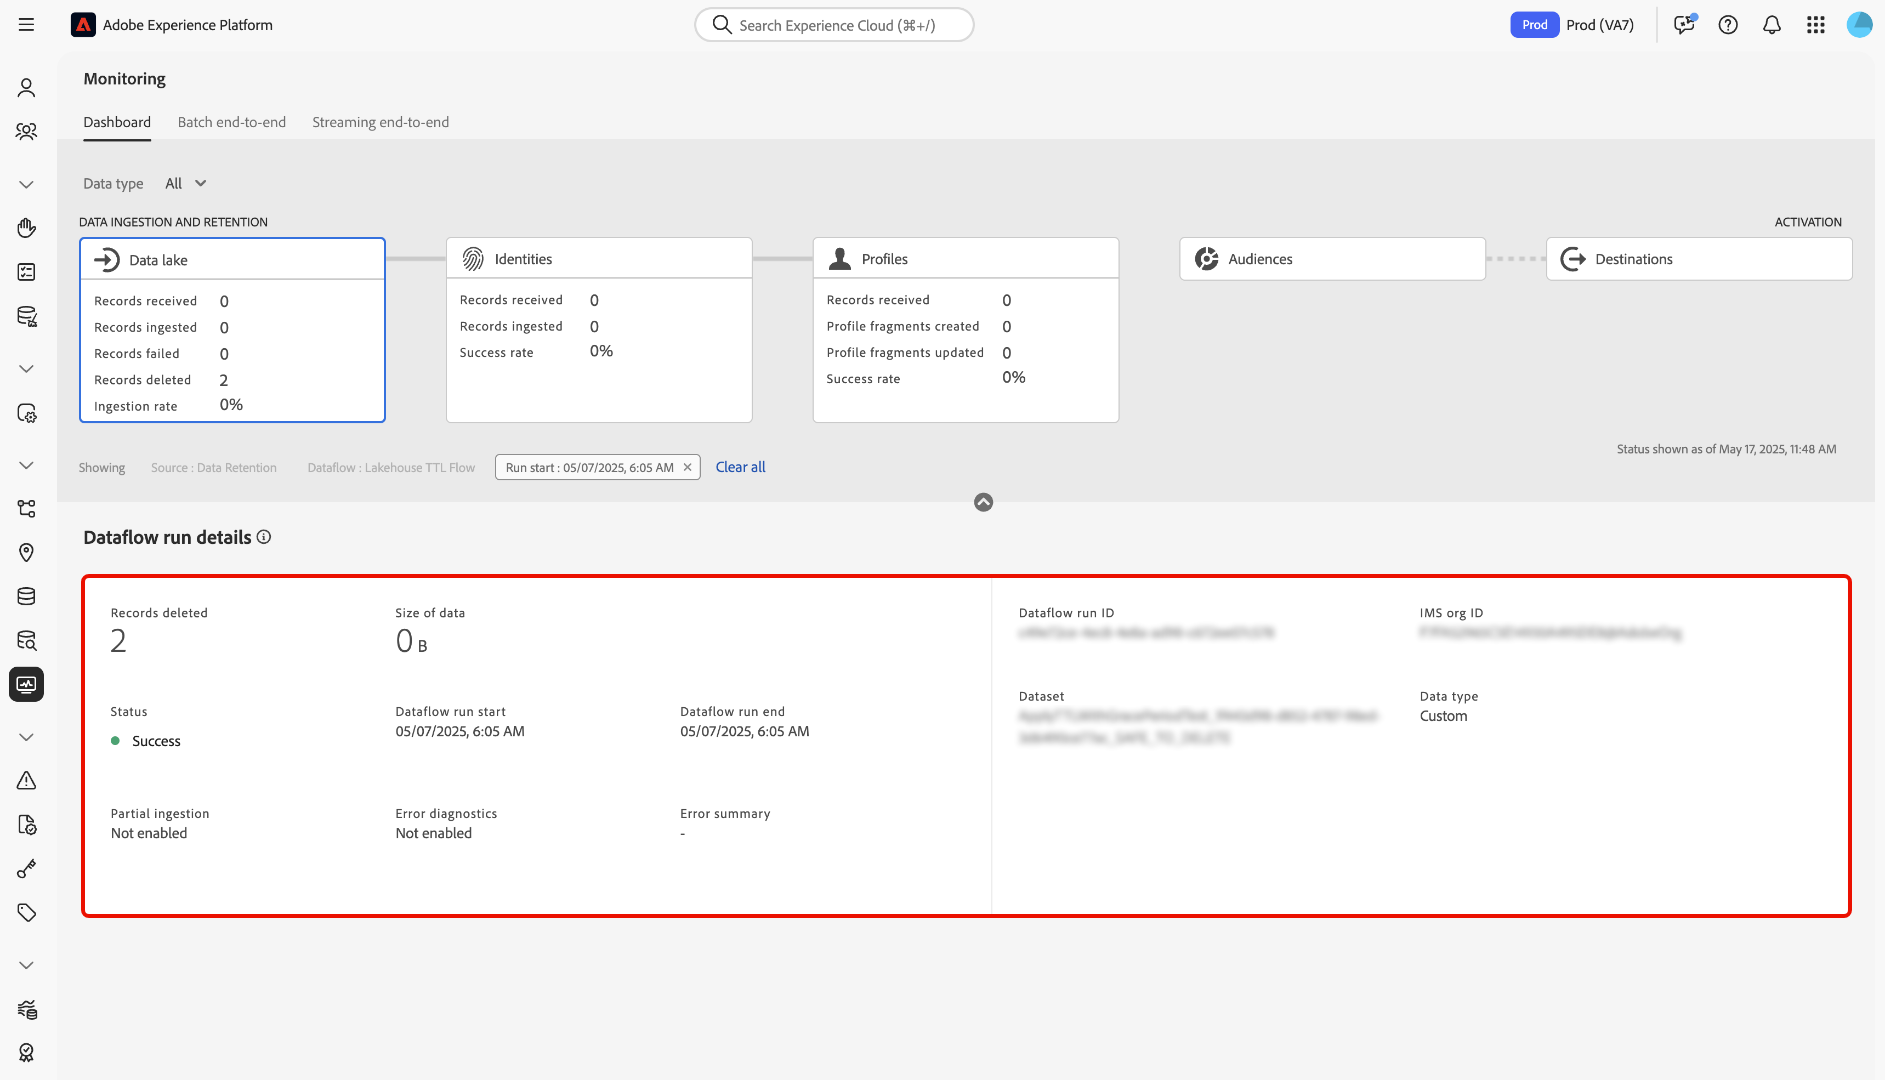 Adobe Experience Platform
Search Experience Cloud (⌘+/)
Prod
Prod (VA7)
Monitoring
Dashboard
Batch end-to-end
Streaming end-to-end
Data type
All
DATA INGESTION AND RETENTION
ACTIVATION
Data lake
Records received 0
Records ingested 0
Records failed 0
Records deleted 2
Ingestion rate 0%
Identities
Records received 0
Records ingested 0
Success rate 0%
Profiles
Records received 0
Profile fragments created 0
Profile fragments updated 0
Success rate 0%
Audiences
Destinations
Status shown as of May 17, 2025, 11:48 AM
Showing
Source : Data Retention
Dataflow : Lakehouse TTL Flow
Run start : 05/07/2025, 6:05 AM
Clear all
Dataflow run details
Records deleted
2
Size of data
0 B
Status
Success
Dataflow run start
05/07/2025, 6:05 AM
Dataflow run end
05/07/2025, 6:05 AM
Partial ingestion
Not enabled
Error diagnostics
Not enabled
Error summary
-
Dataflow run ID
IMS org ID
Dataset
Data type
Custom